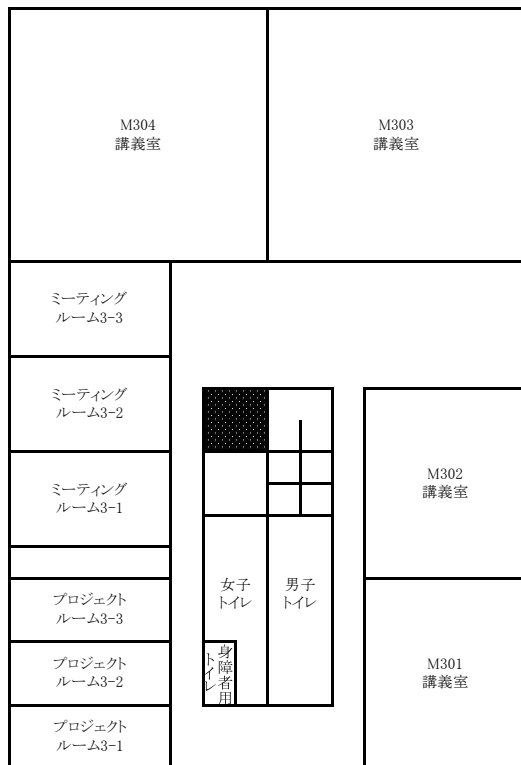 M304
講義室
M303
講義室
ミーティング
ルーム3-3
ミーティング
ルーム3-2
ミーティング
ルーム3-1
M302
講義室
プロジェクト
ルーム3-3
女子
トイレ
男子
トイレ
プロジェクト
ルーム3-2
身障者用
トイレ
M301
講義室
プロジェクト
ルーム3-1